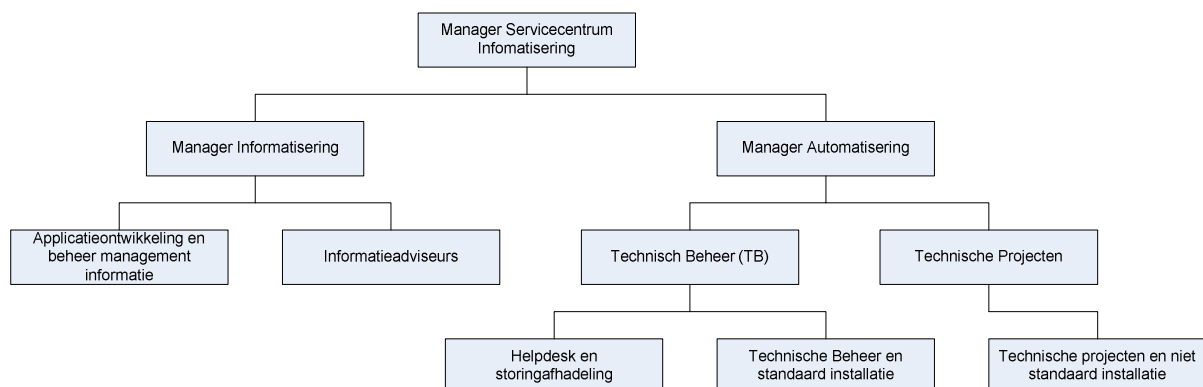 Manager Servicecentrum
Infomatisering
Manager Informatisering
Manager Automatisering
Applicatieontwikkeling en
beheer management
informatie
Informatieadviseurs
Technisch Beheer (TB)
Technische Projecten
Helpdesk en
storingafhadeling
Technische Beheer en
standaard installatie
Technische projecten en niet
standaard installatie